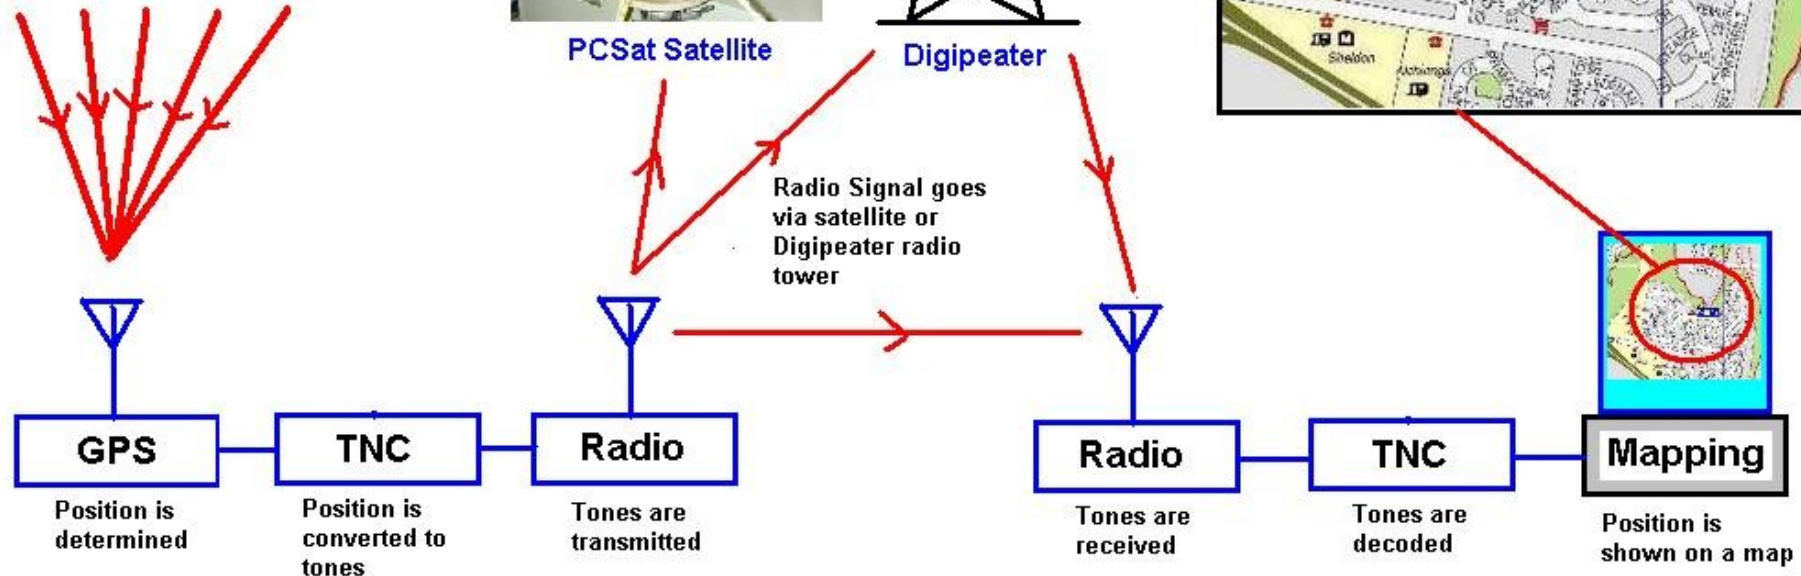 PCSat Satellite
Digipeater
Sheldon
Radio Signal goes
via satellite or
Digipeater radio
tower
GPS
TNC
Radio
Radio
TNC
Mapping
Position is
determined
Position is
converted to
tones
Tones are
transmitted
Tones are
received
Tones are
decoded
Position is
shown on a map